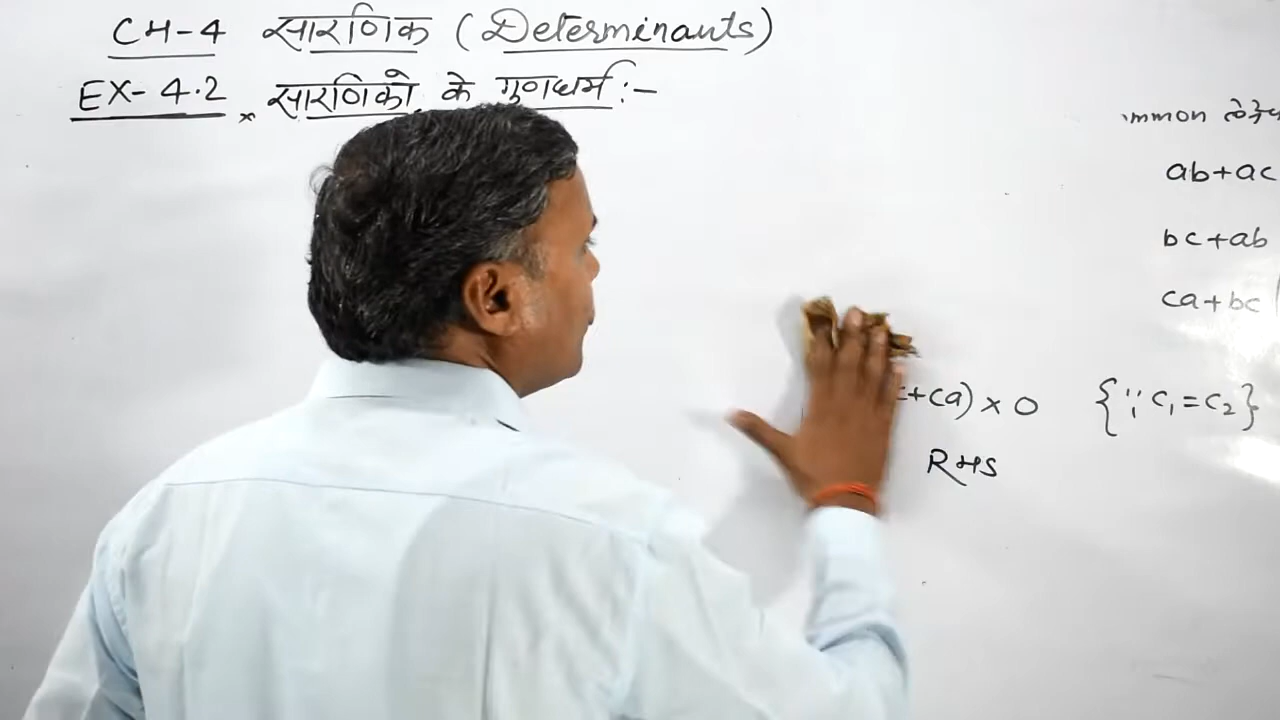 CH-4 सारणिक (Determinants)
EX-4.2 सारणिको के गुणधर्म :-
ab+ac
bc+ab
ca+bc
+ca) × 0 {∵ C₁=C₂}
RHS